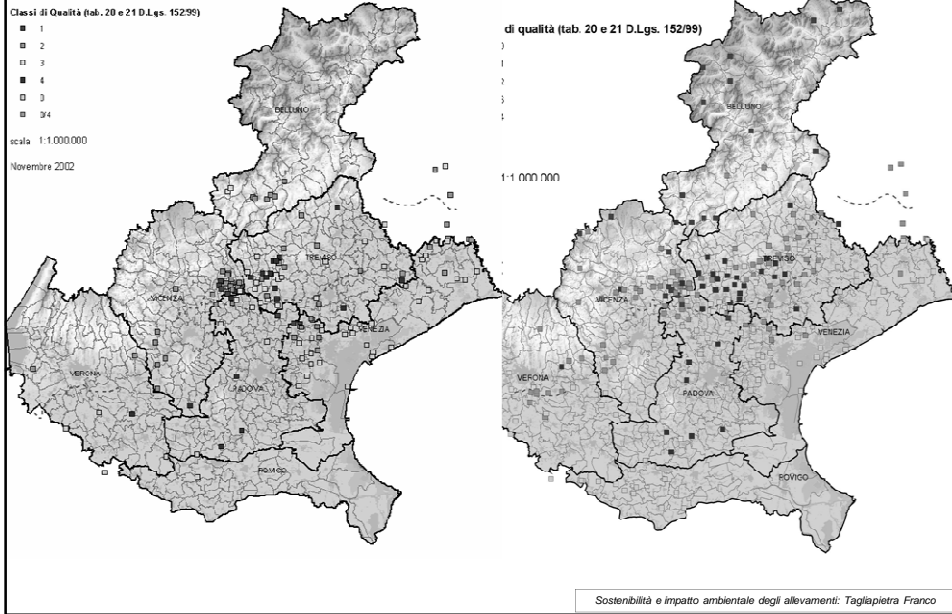 Classi di Qualità (tab. 20 e 21 D.Lgs. 152/99)
1
2
3
4
0
3/4
scala 1:1.000.000
Novembre 2002
BELLUNO
TREVISO
VICENZA
VENEZIA
VERONA
PADOVA
ROVIGO
di qualità (tab. 20 e 21 D.Lgs. 152/99)
1:1 000 000
BELLUNO
TREVISO
VICENZA
VENEZIA
VERONA
PADOVA
ROVIGO
Sostenibilità e impatto ambientale degli allevamenti: Tagliapietra Franco